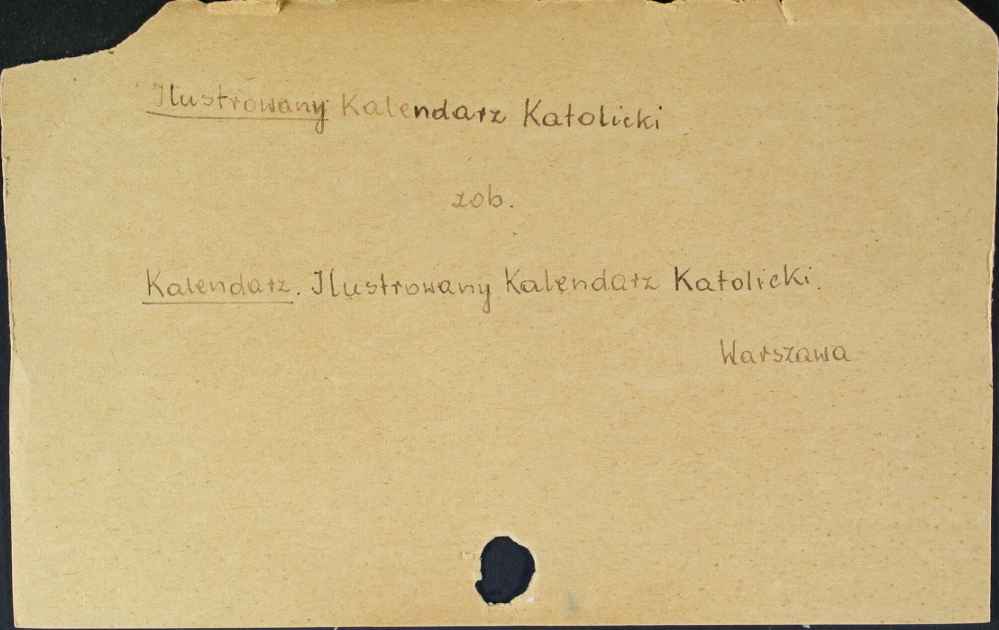 Ilustrowany Kalendarz Katolicki
zob.
Kalendarz. Ilustrowany Kalendarz Katolicki.
Warszawa